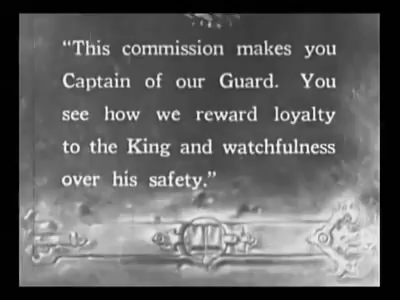 “This commission makes you
Captain of our Guard. You
see how we reward loyalty
to the King and watchfulness
over his safety.”